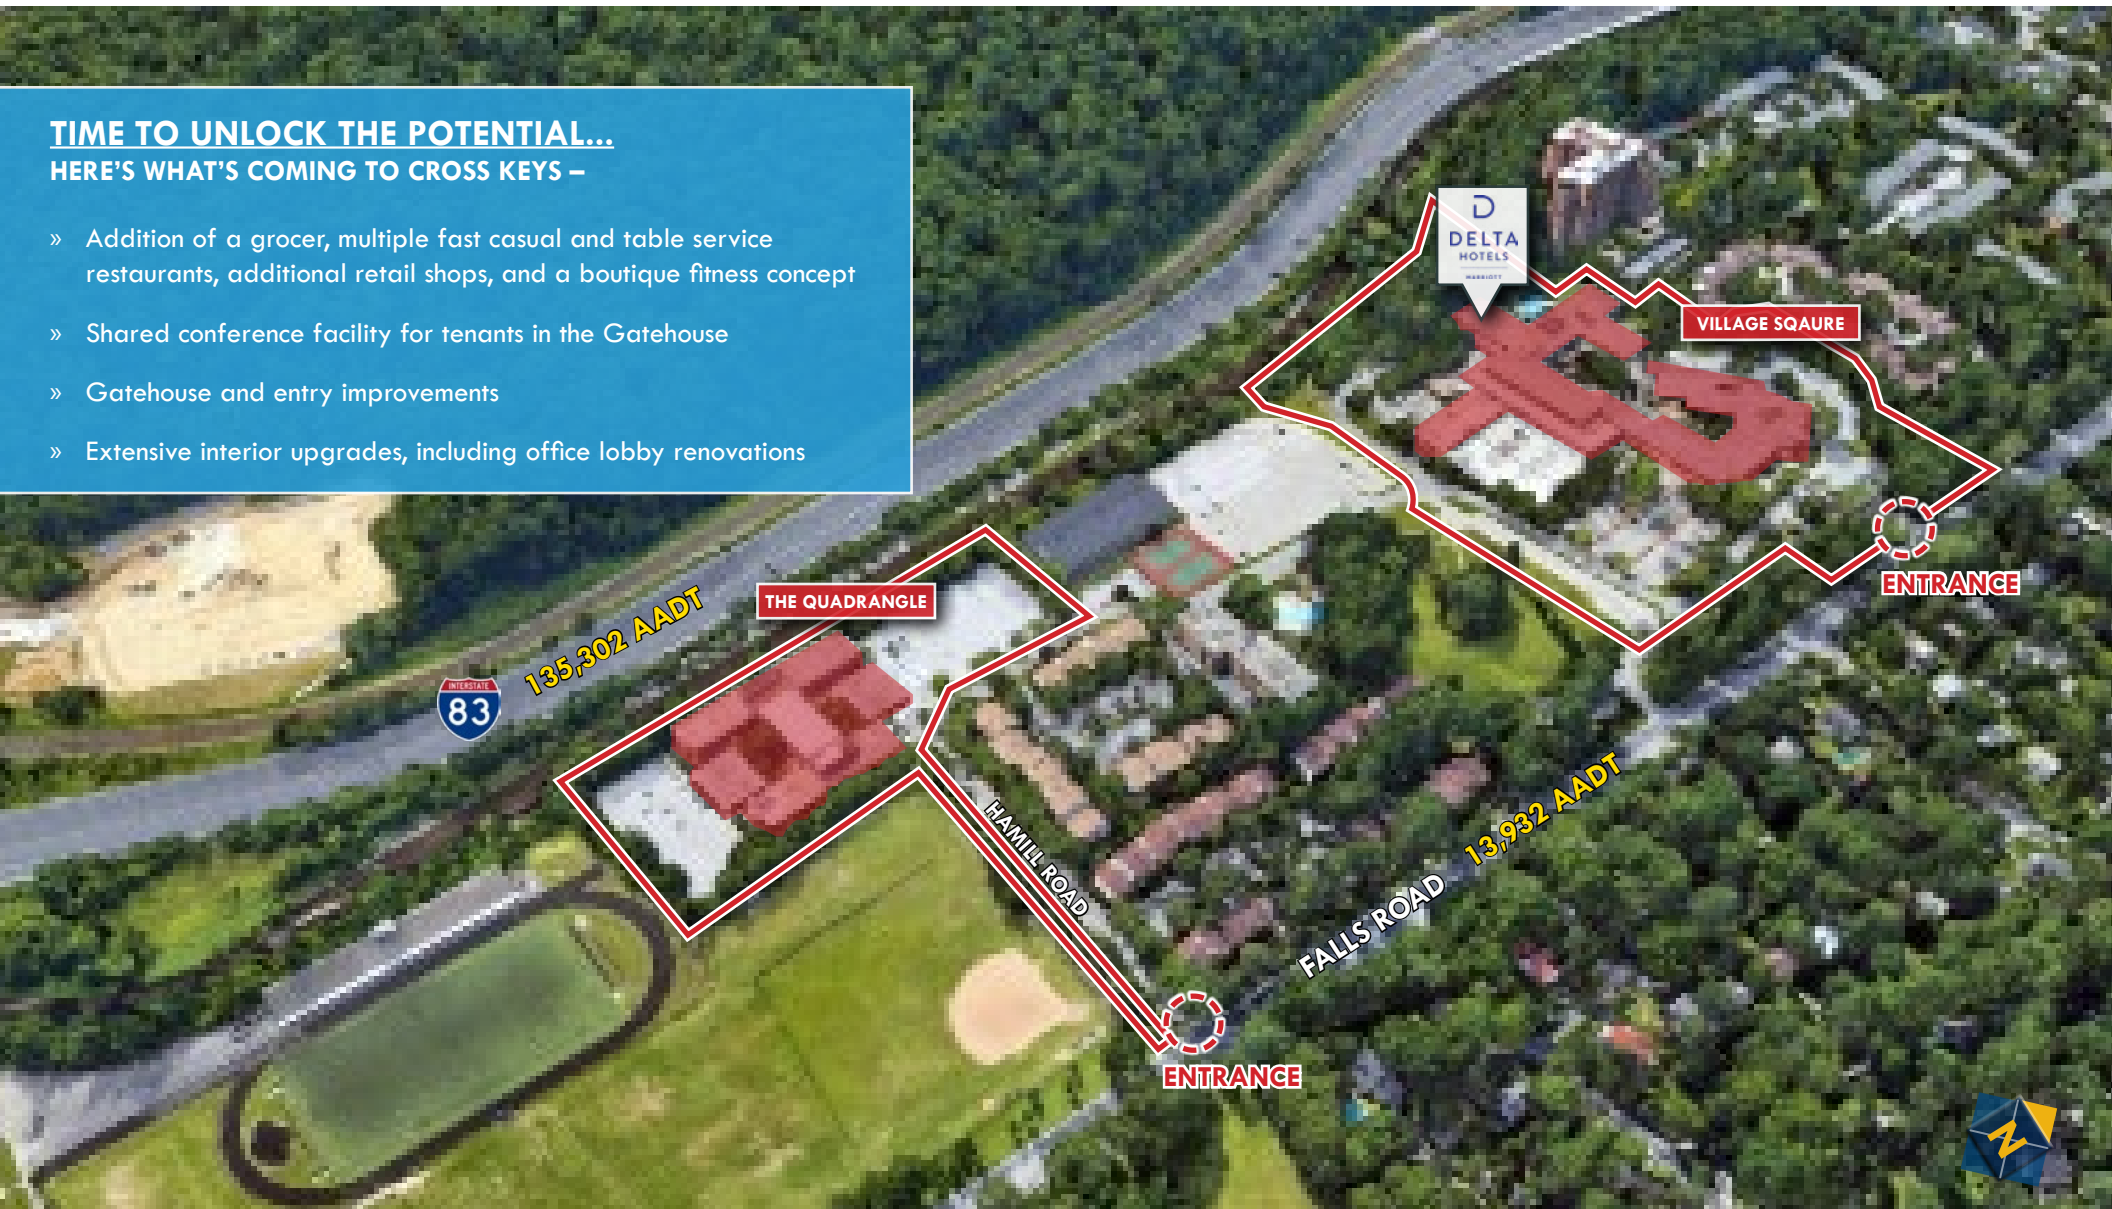 TIME TO UNLOCK THE POTENTIAL...
HERE'S WHAT'S COMING TO CROSS KEYS –
» Addition of a grocer, multiple fast casual and table service
restaurants, additional retail shops, and a boutique fitness concept
» Shared conference facility for tenants in the Gatehouse
» Gatehouse and entry improvements
» Extensive interior upgrades, including office lobby renovations
D
DELTA
HOTELS
MARRIOTT
VILLAGE SQAURE
ENTRANCE
THE QUADRANGLE
135,302 AADT
INTERSTATE
83
HAMILL ROAD
13,932 AADT
FALLS ROAD
ENTRANCE
N